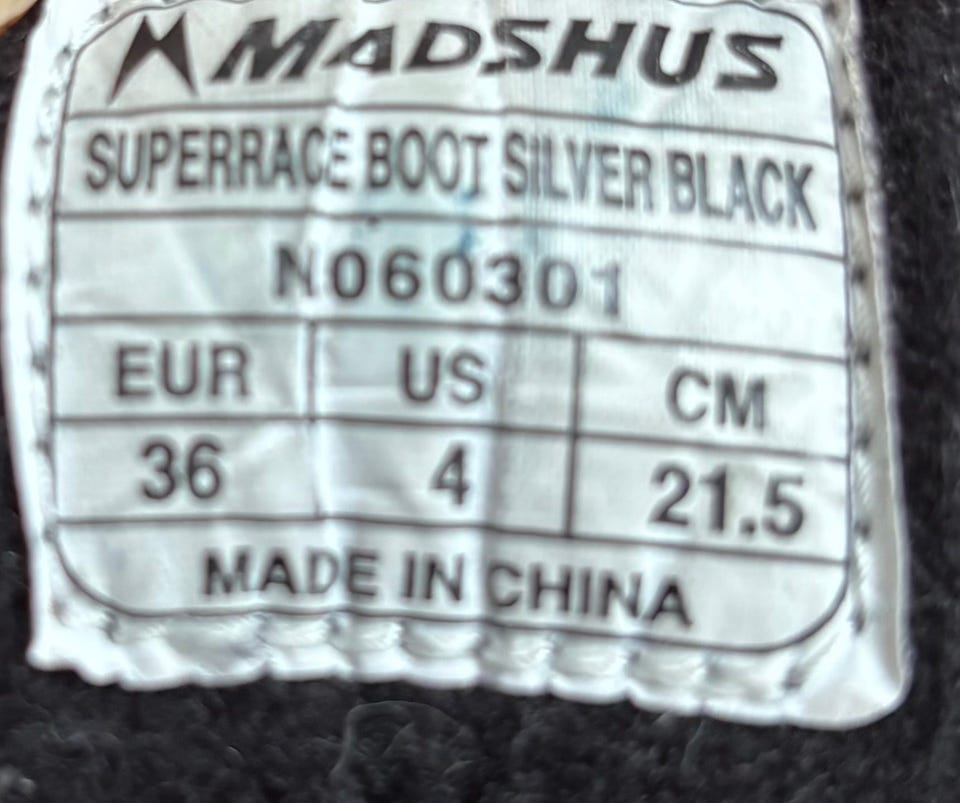 MADSHUS
SUPERRACE BOOT SILVER BLACK
N060301
EUR US CM
36 4 21.5
MADE IN CHINA